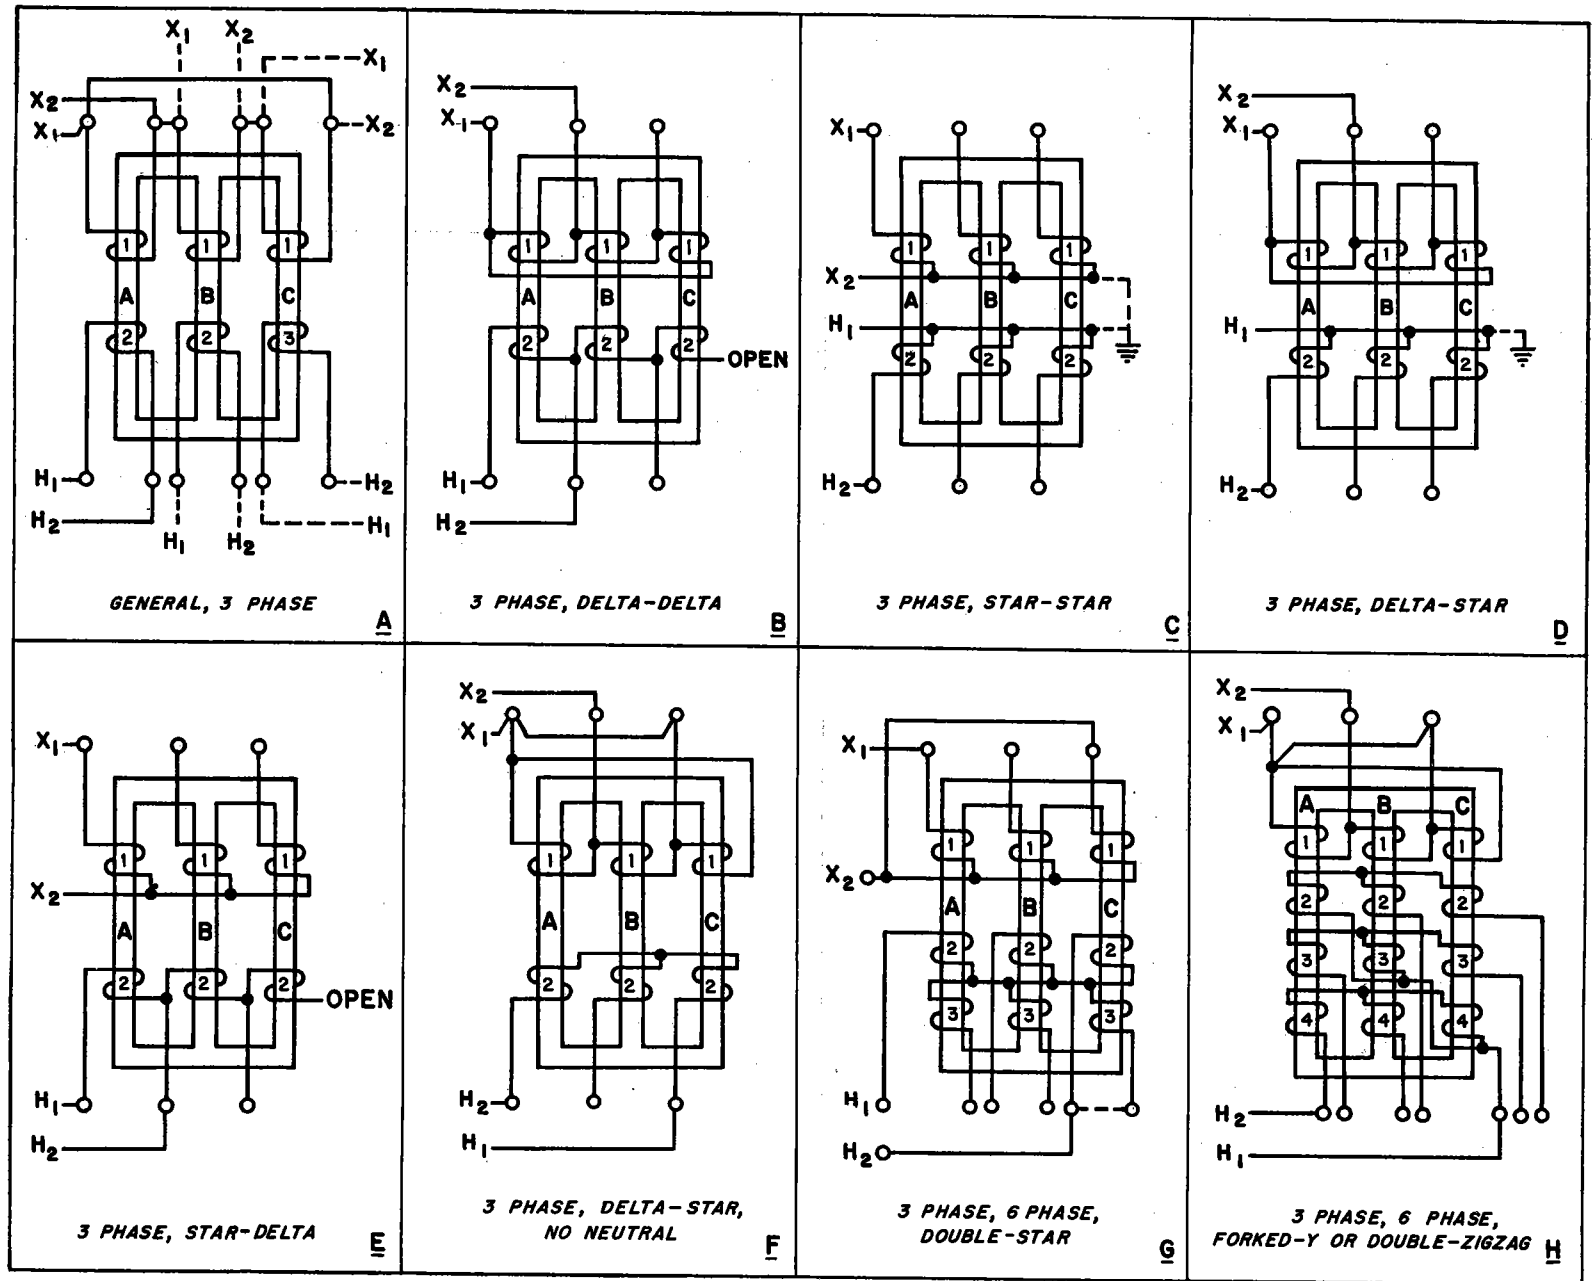 X₁ X₂
X₁
X₂
X₁ X₂
1 1 1
A B C
2 2 3
H₁ H₂
H₂ H₁
H₁ H₂
GENERAL, 3 PHASE
A
X₂
X₁
1 1 1
A B C
2 2 2
OPEN
H₁
H₂
3 PHASE, DELTA-DELTA
B
X₁
1 1 1
X₂
A B C
H₁
2 2 2
H₂
3 PHASE, STAR-STAR
C
X₂
X₁
1 1 1
A B C
H₁
2 2 2
H₂
3 PHASE, DELTA-STAR
D
X₁
1 1 1
X₂
A B C
2 2 2
OPEN
H₁
H₂
3 PHASE, STAR-DELTA
E
X₂
X₁
1 1 1
A B C
2 2 2
H₂
H₁
3 PHASE, DELTA-STAR,
NO NEUTRAL
F
X₁
1 1 1
X₂
A B C
2 2 2
3 3 3
H₁
H₂
3 PHASE, 6 PHASE,
DOUBLE-STAR
G
X₂
X₁
A B C
1 1 1
2 2 2
3 3 3
4 4 4
H₂
H₁
3 PHASE, 6 PHASE,
FORKED-Y OR DOUBLE-ZIGZAG
H